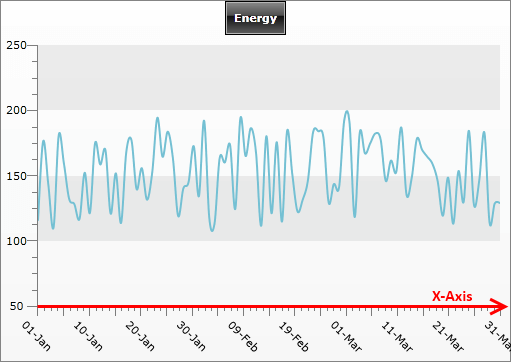 Energy
250
200
150
100
50
X-Axis
01-Jan
10-Jan
20-Jan
30-Jan
09-Feb
19-Feb
01-Mar
11-Mar
21-Mar
31-Ma